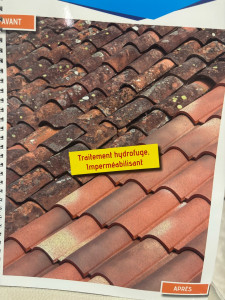 AVANT
Traitement hydrofuge,
Imperméabilisant
APRÈS